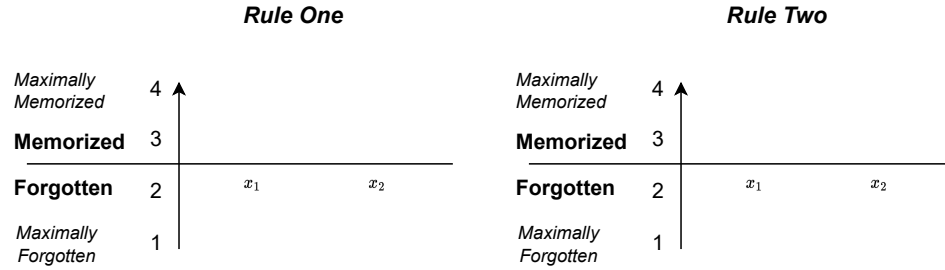 Rule One
Maximally
Memorized
4
Memorized
3
Forgotten
2
x₁
x₂
Maximally
Forgotten
1
Rule Two
Maximally
Memorized
4
Memorized
3
Forgotten
2
x₁
x₂
Maximally
Forgotten
1